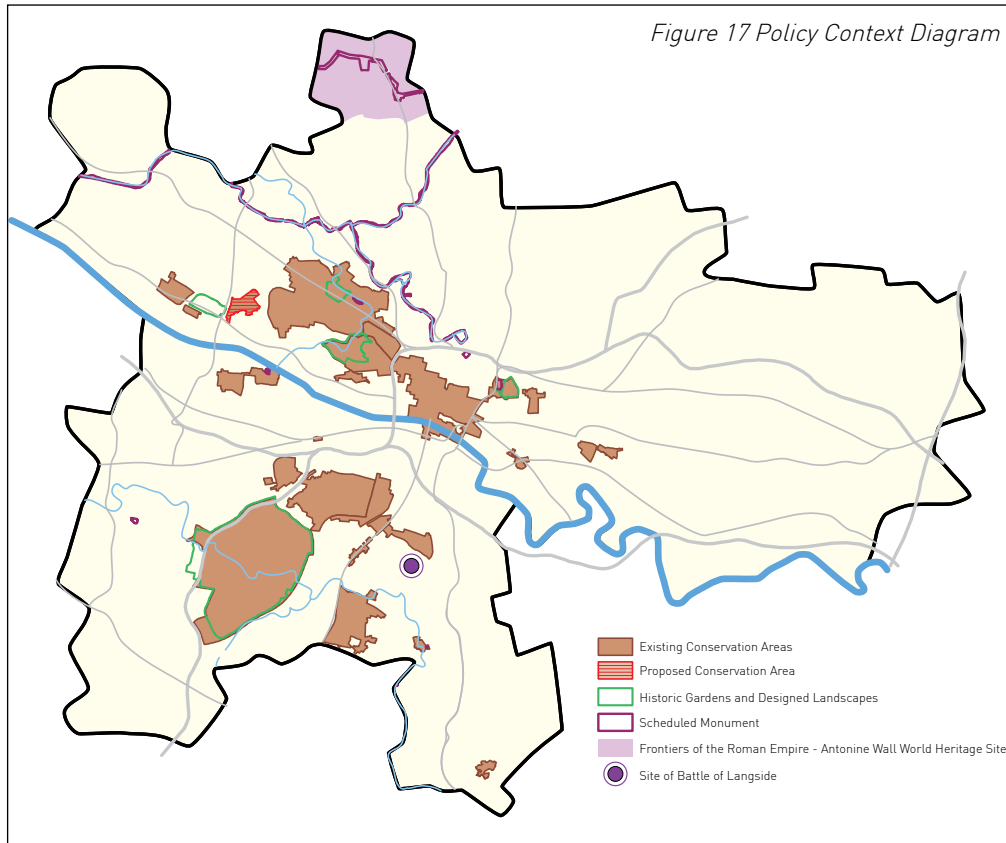 Figure 17 Policy Context Diagram
Existing Conservation Areas
Proposed Conservation Area
Historic Gardens and Designed Landscapes
Scheduled Monument
Frontiers of the Roman Empire - Antonine Wall World Heritage Site
Site of Battle of Langside